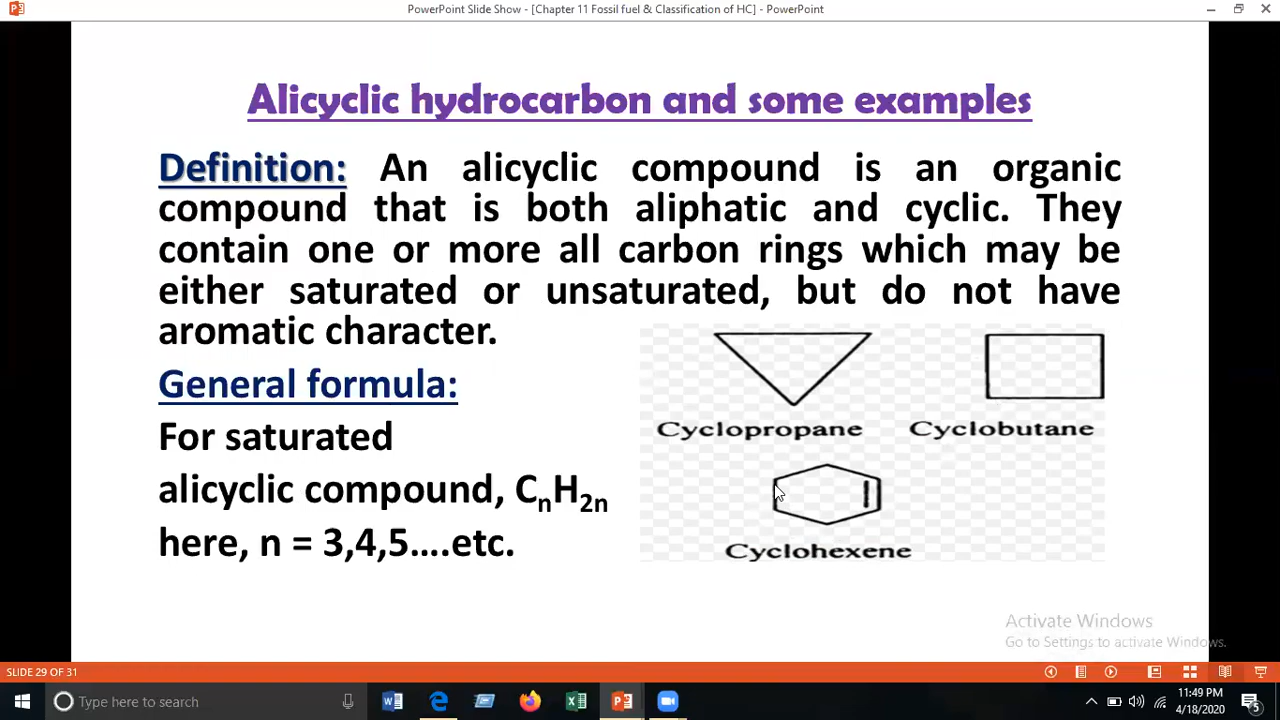 PowerPoint Slide Show - [Chapter 11 Fossil fuel & Classification of HC] - PowerPoint
Alicyclic hydrocarbon and some examples
Definition: An alicyclic compound is an organic
compound that is both aliphatic and cyclic. They
contain one or more all carbon rings which may be
either saturated or unsaturated, but do not have
aromatic character.
General formula:
For saturated
alicyclic compound, CnH2n
here, n = 3,4,5....etc.
Cyclopropane
Cyclobutane
Cyclohexene
Activate Windows
Go to Settings to activate Windows.
SLIDE 29 OF 31
Type here to search
11:49 PM
4/18/2020
5